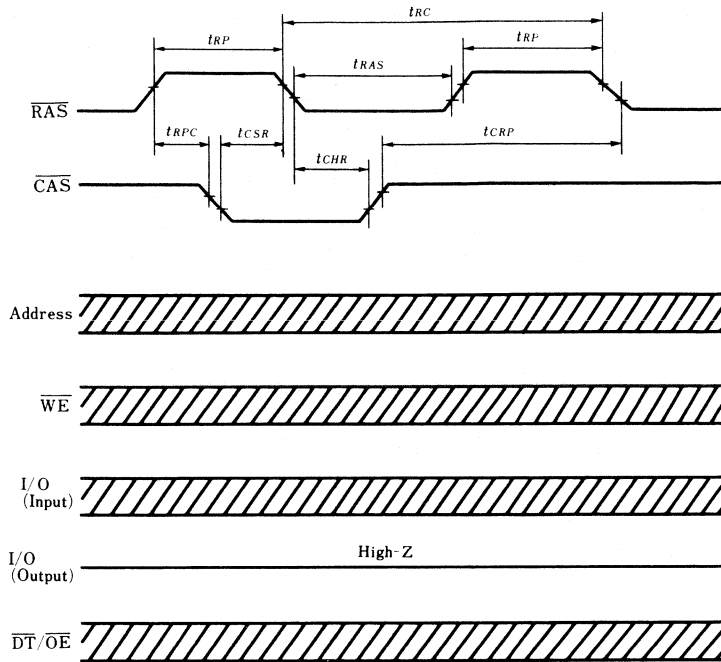 tRC
tRP
tRP
tRAS
RAS
tRPC
tCSR
tCRP
tCHR
CAS
Address
WE
I/O
(Input)
High-Z
I/O
(Output)
DT/OE